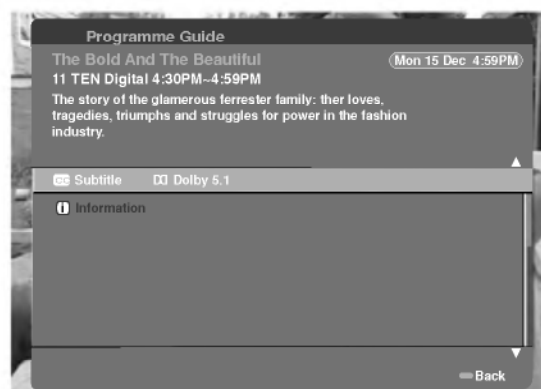 Programme Guide
The Bold And The Beautiful
Mon 15 Dec 4:59PM
11 TEN Digital 4:30PM~4:59PM
The story of the glamerous ferrester family: ther loves,
tragedies, triumphs and struggles for power in the fashion
industry.
CC Subtitle DD Dolby 5.1
i Information
Back